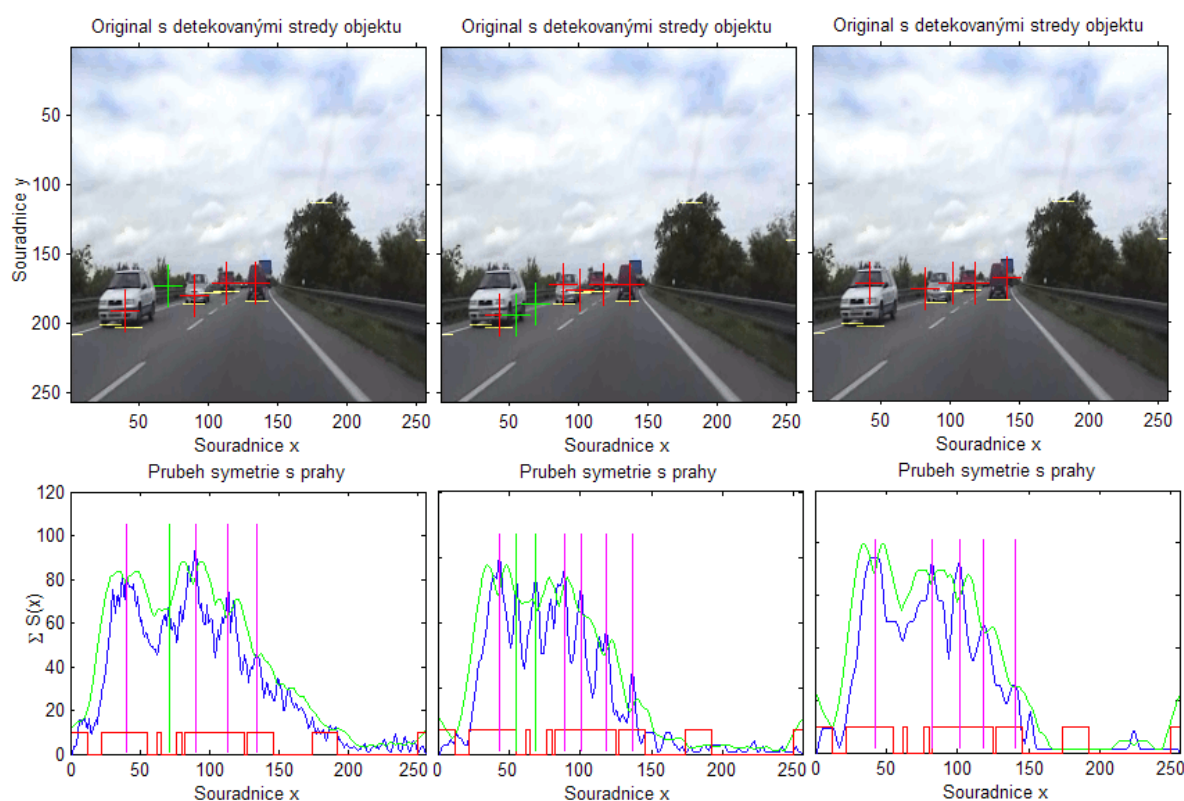 Original s detekovanými stredy objektu
Original s detekovanými stredy objektu
Original s detekovanými stredy objektu
Souradnice y
50
100
150
200
250
0 50 100 150 200 250
0 50 100 150 200 250
0 50 100 150 200 250
Souradnice x
Souradnice x
Souradnice x
Prubeh symetrie s prahy
Prubeh symetrie s prahy
Prubeh symetrie s prahy
Σ S(x)
120
100
80
60
40
20
0
0 50 100 150 200 250
0 50 100 150 200 250
0 50 100 150 200 250
Souradnice x
Souradnice x
Souradnice x